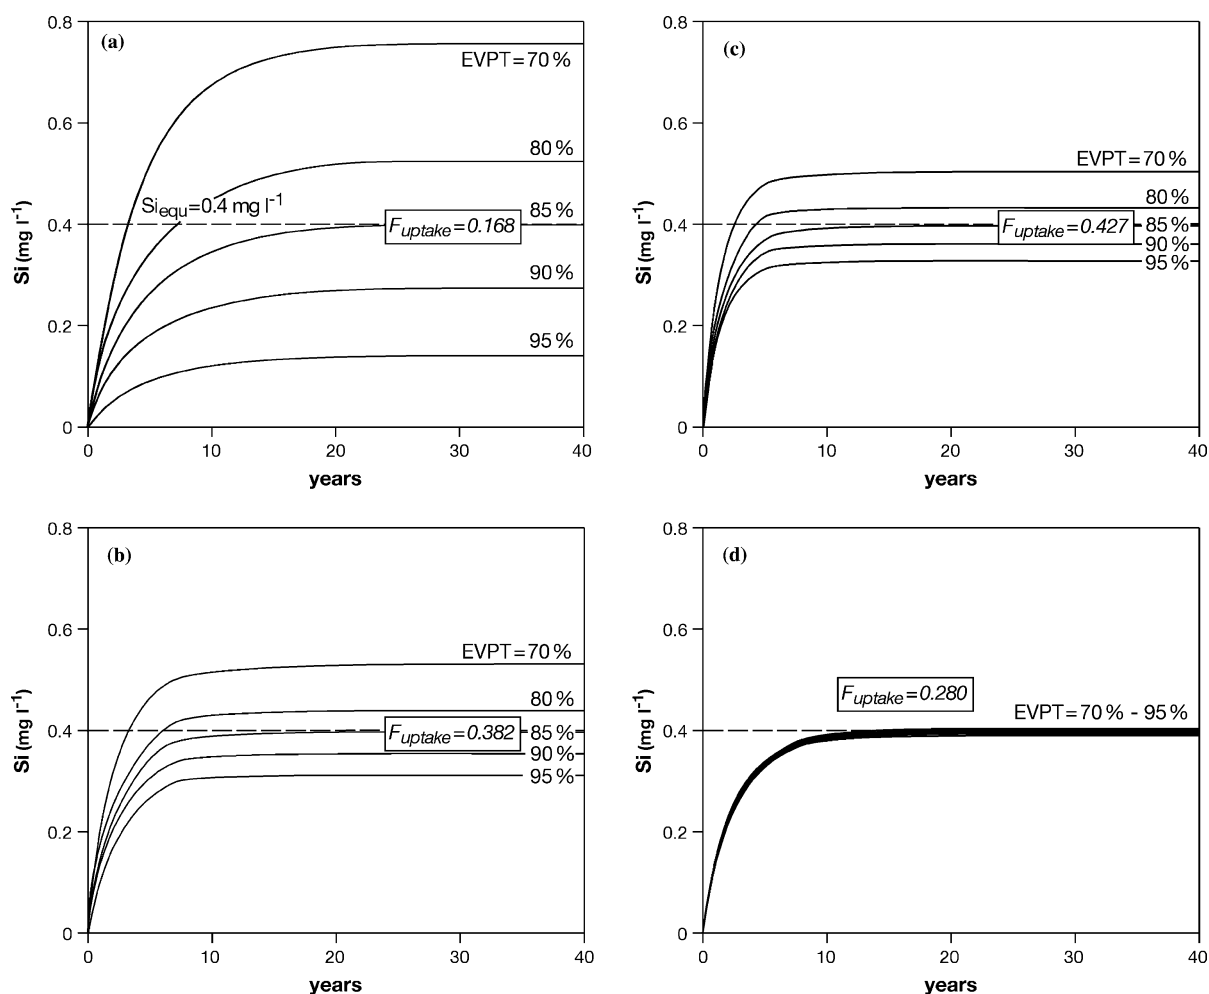 (a)
0.8
0.6
0.4
0.2
0
Si (mg l⁻¹)
EVPT = 70 %
80 %
Si_equ = 0.4 mg l⁻¹
85 %
F_uptake = 0.168
90 %
95 %
0 10 20 30 40
years
(c)
0.8
0.6
0.4
0.2
0
Si (mg l⁻¹)
EVPT = 70 %
80 %
85 %
F_uptake = 0.427
90 %
95 %
0 10 20 30 40
years
(b)
0.8
0.6
0.4
0.2
0
Si (mg l⁻¹)
EVPT = 70 %
80 %
85 %
F_uptake = 0.382
90 %
95 %
0 10 20 30 40
years
(d)
0.8
0.6
0.4
0.2
0
Si (mg l⁻¹)
F_uptake = 0.280
EVPT = 70 % - 95 %
0 10 20 30 40
years